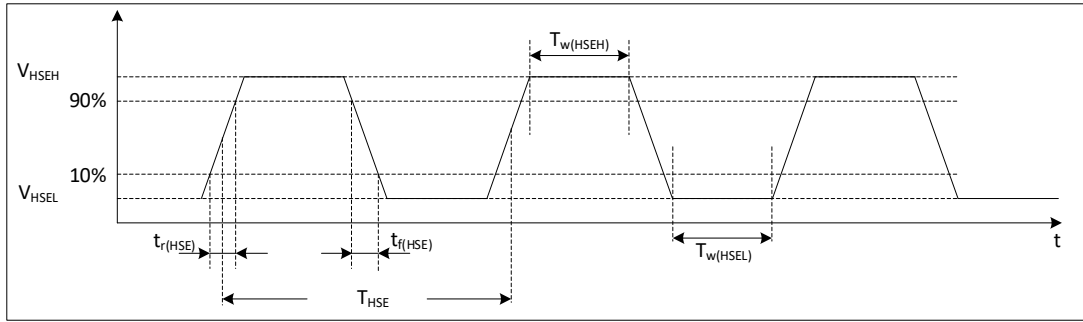 T_w(HSEH)
V_HSEH
90%
10%
V_HSEL
t_r(HSE)
t_f(HSE)
T_w(HSEL)
t
T_HSE